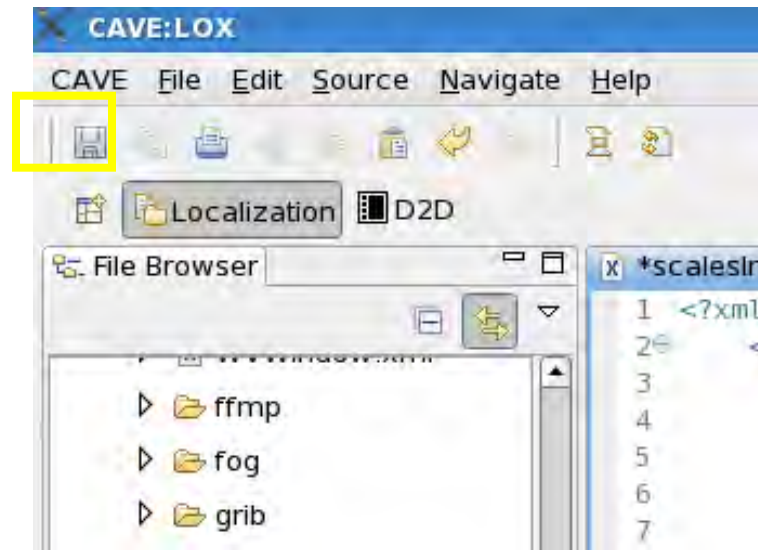 CAVE:LOX
CAVE File Edit Source Navigate Help
Localization D2D
File Browser
*scalesIn
1 <?xml
2 <
3
4
ffmp
5
fog
6
grib
7